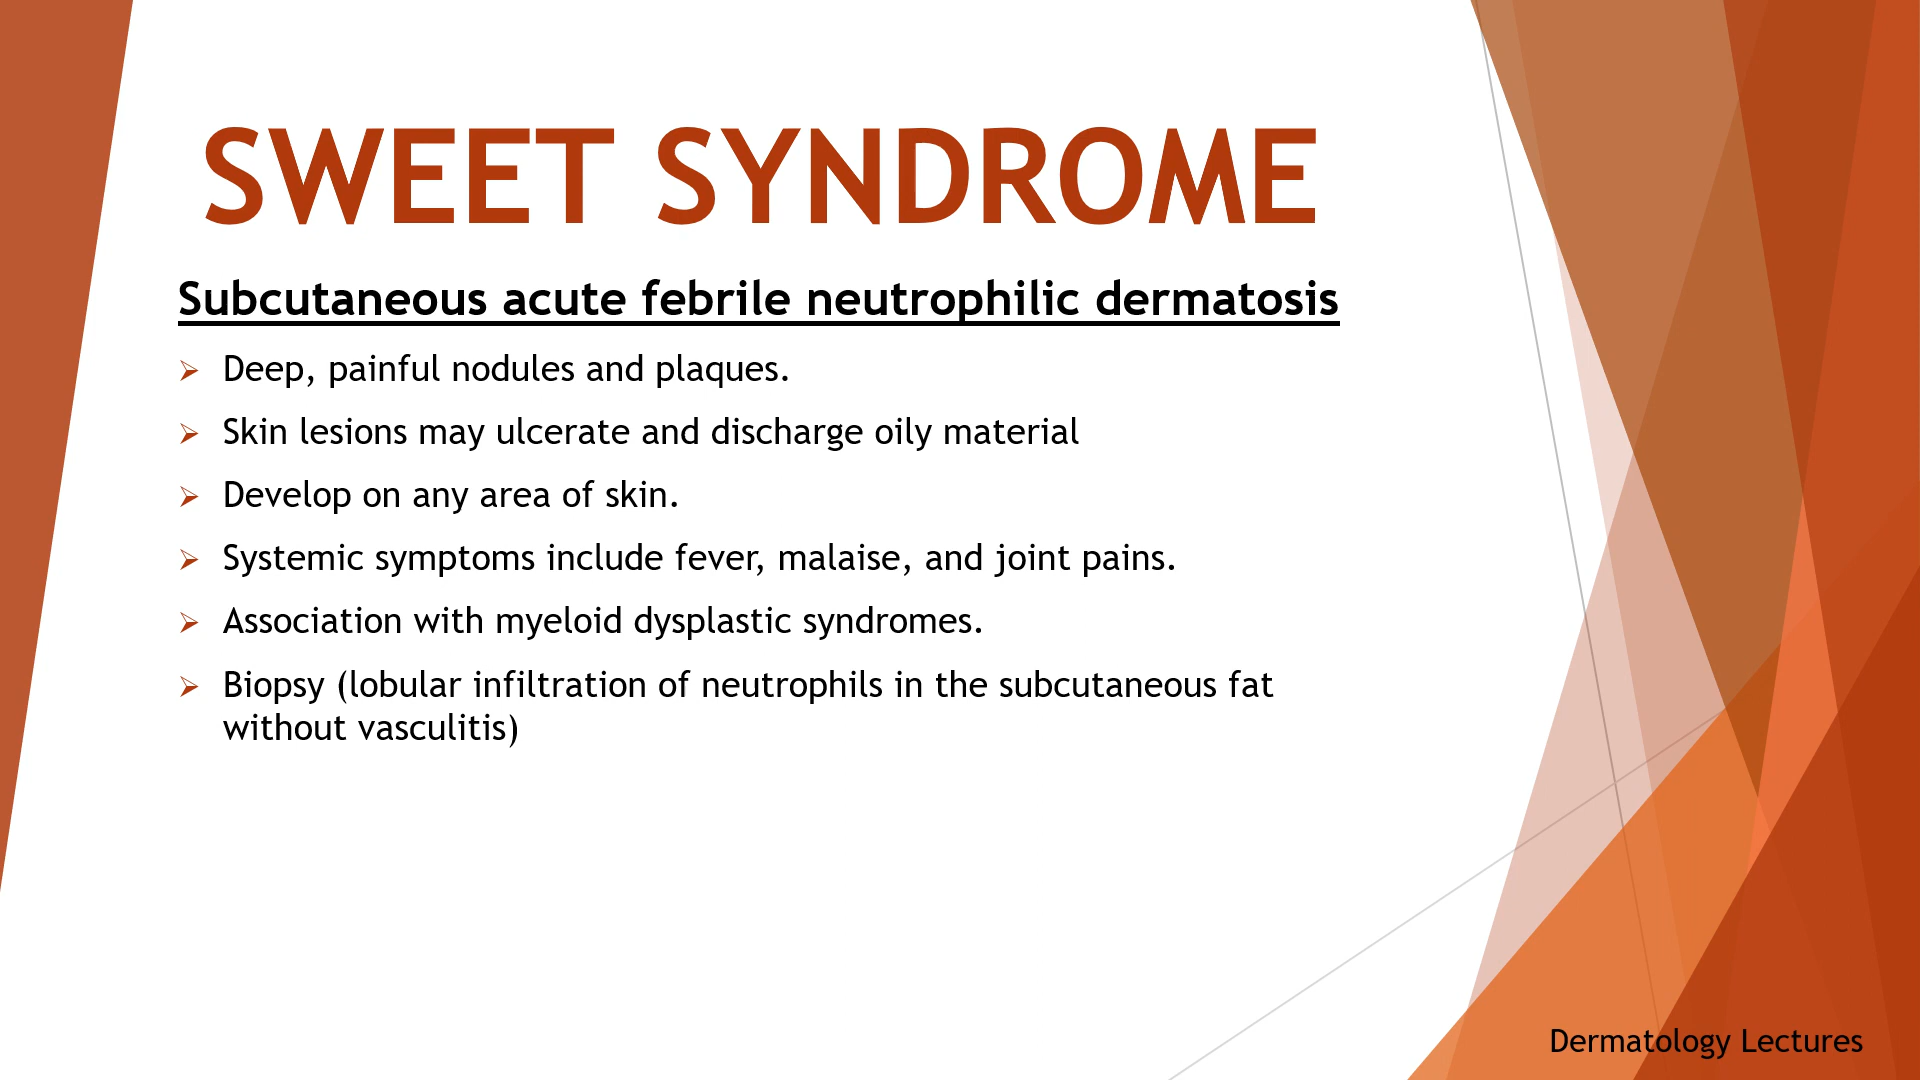 SWEET SYNDROME
Subcutaneous acute febrile neutrophilic dermatosis
Deep, painful nodules and plaques.
Skin lesions may ulcerate and discharge oily material
Develop on any area of skin.
Systemic symptoms include fever, malaise, and joint pains.
Association with myeloid dysplastic syndromes.
Biopsy (lobular infiltration of neutrophils in the subcutaneous fat
without vasculitis)
Dermatology Lectures